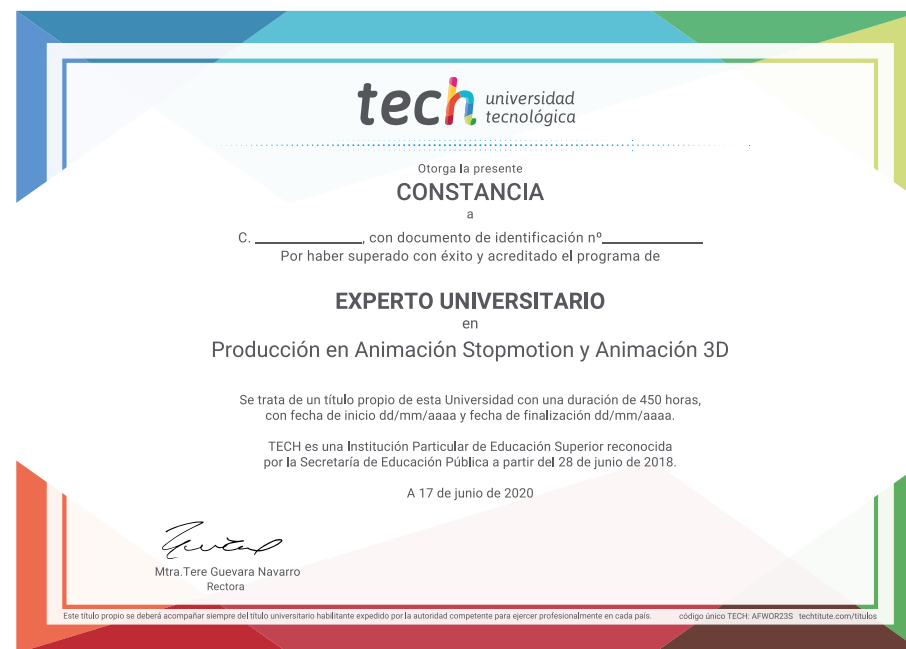 tech universidad
tecnológica
Otorga la presente
CONSTANCIA
a
C. ____________, con documento de identificación nº____________
Por haber superado con éxito y acreditado el programa de
EXPERTO UNIVERSITARIO
en
Producción en Animación Stopmotion y Animación 3D
Se trata de un título propio de esta Universidad con una duración de 450 horas,
con fecha de inicio dd/mm/aaaa y fecha de finalización dd/mm/aaaa.
TECH es una Institución Particular de Educación Superior reconocida
por la Secretaría de Educación Pública a partir del 28 de junio de 2018.
A 17 de junio de 2020
Mtra.Tere Guevara Navarro
Rectora
Este título propio se deberá acompañar siempre del título universitario habilitante expedido por la autoridad competente para ejercer profesionalmente en cada país. código único TECH: AFWOR23S techtitute.com/titulos